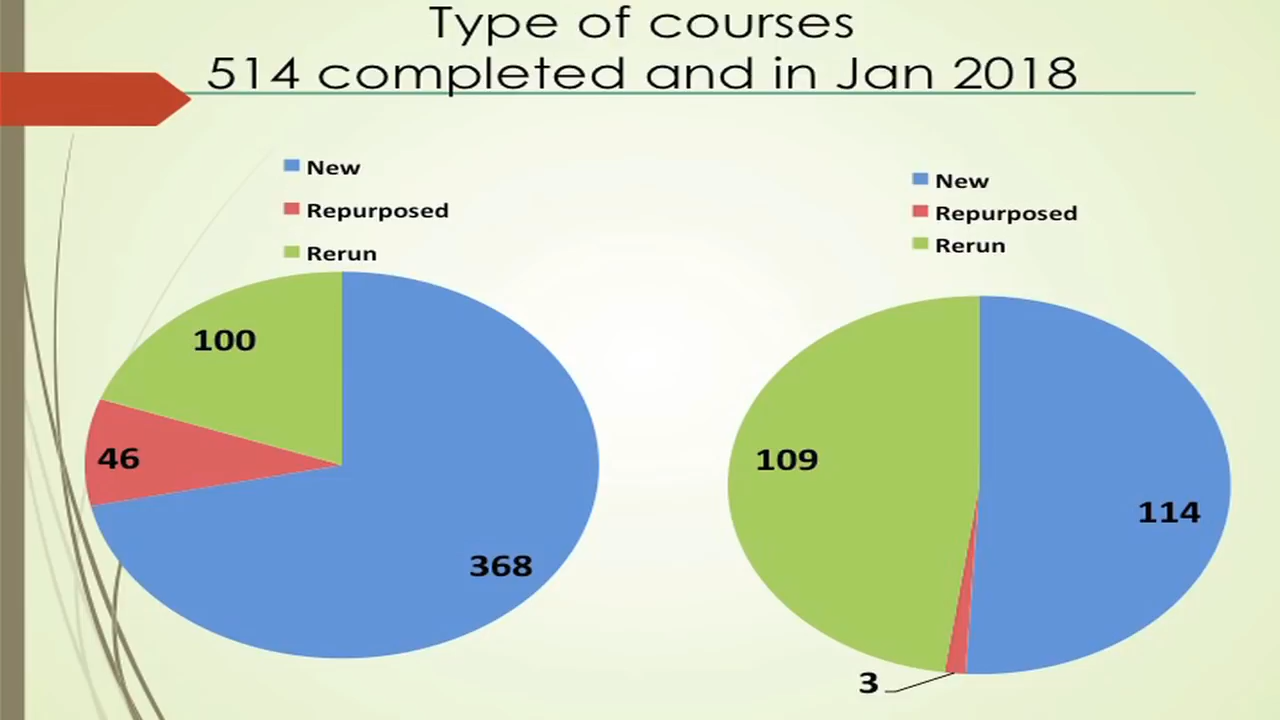 Type of courses
514 completed and in Jan 2018
New
Repurposed
Rerun
100
46
368
New
Repurposed
Rerun
109
114
3